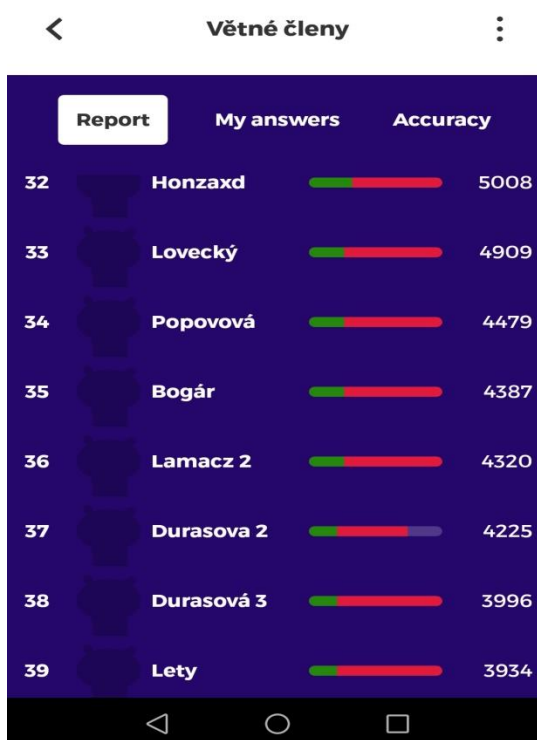 Větné členy
Report My answers Accuracy
32 Honzaxd 5008
33 Lovecký 4909
34 Popovová 4479
35 Bogár 4387
36 Lamacz 2 4320
37 Durasova 2 4225
38 Durasová 3 3996
39 Lety 3934